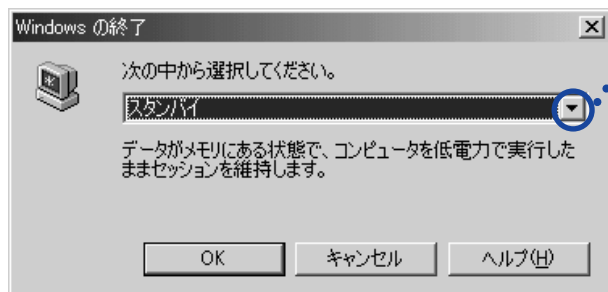 Windows の終了
次の中から選択してください。
スタンバイ
データがメモリにある状態で、コンピュータを低電力で実行した
ままセッションを維持します。
OK キャンセル ヘルプ(H)